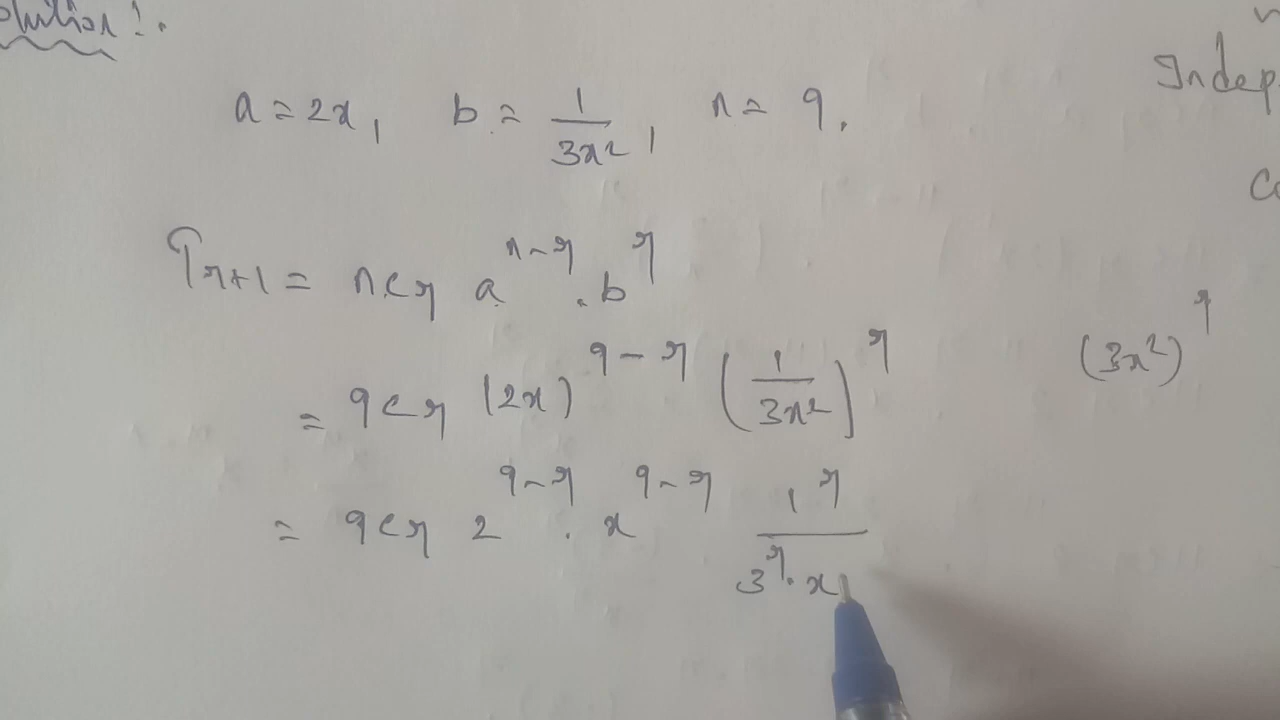 solution:.
Indep
a = 2x, b = 1/3x², n = 9.
T r+1 = ncr a^n-r . b^r
= 9cr (2x)^9-r (1/3x²)^r (3x²)^r
= 9cr 2^9-r . x^9-r 1^r/3^r.x